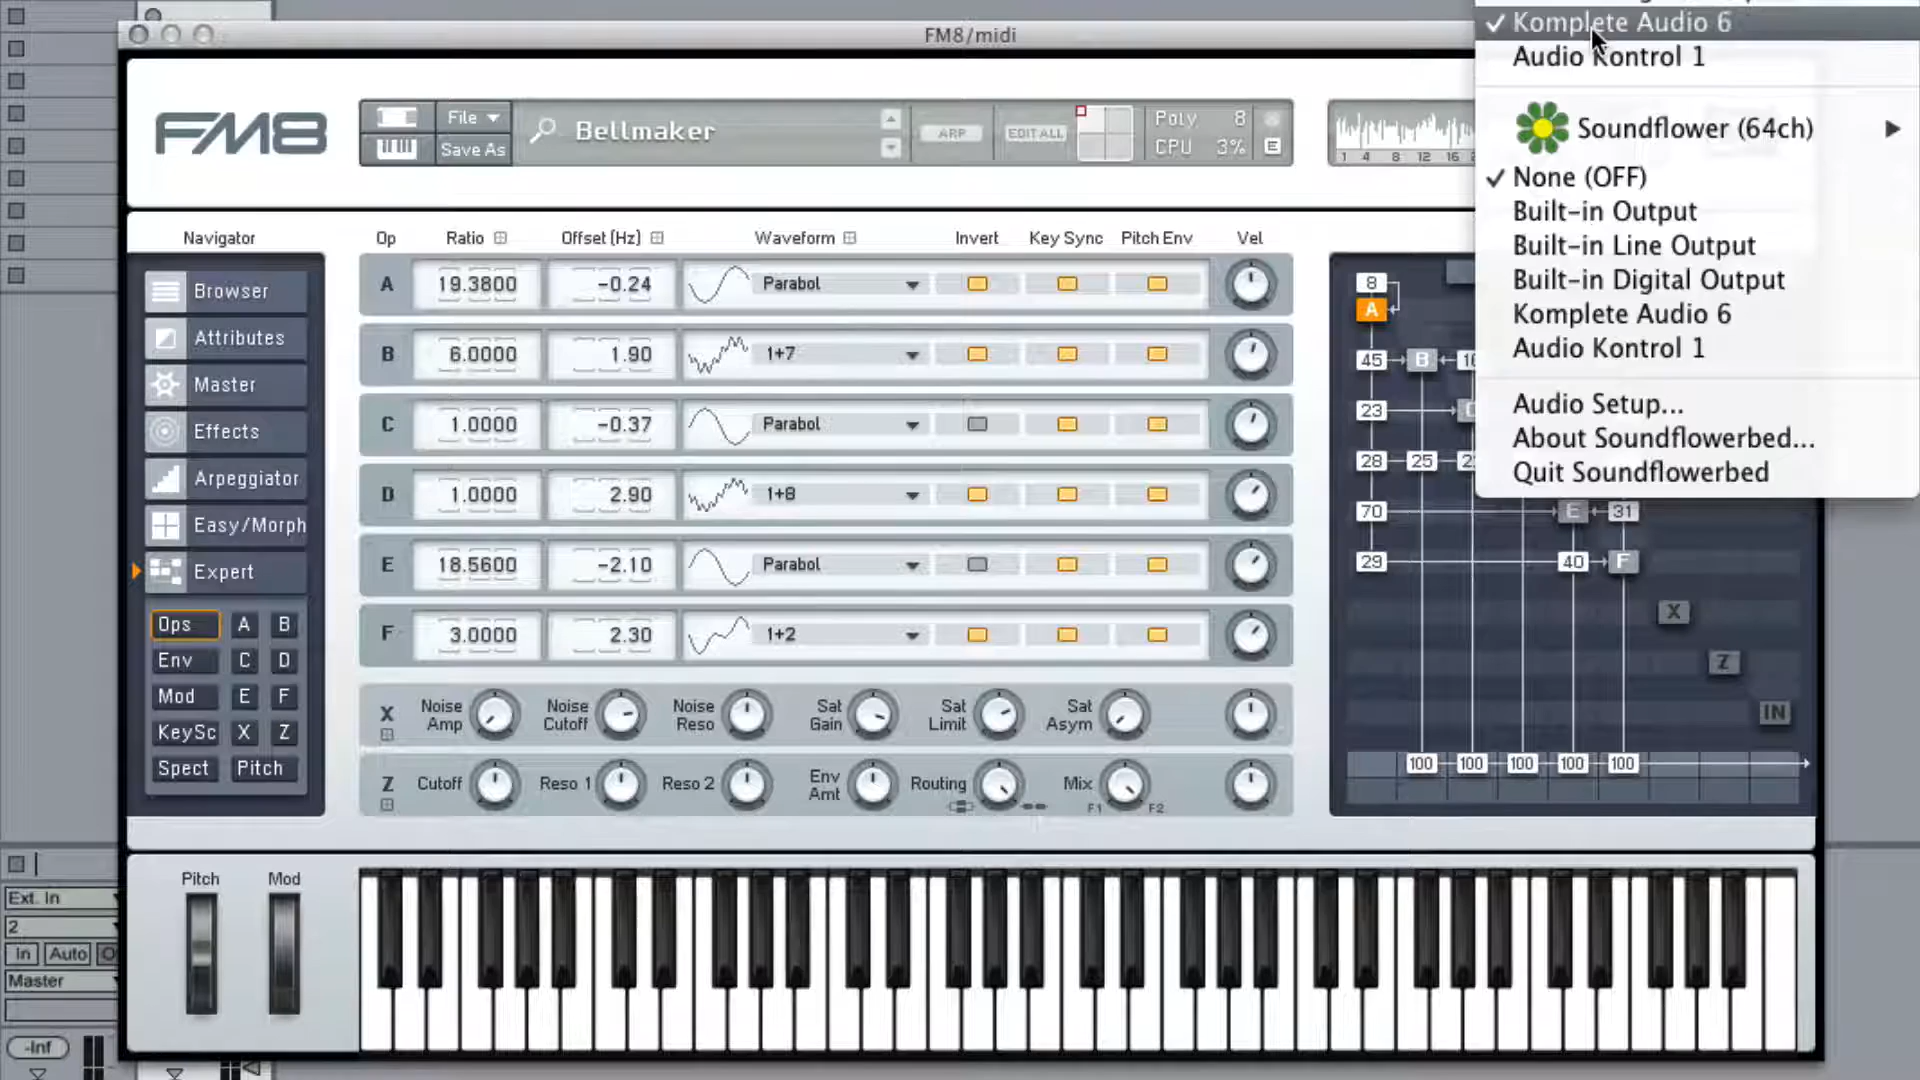 FM8/midi
Komplete Audio 6
Audio Kontrol 1
Soundflower (64ch)
None (OFF)
Built-in Output
Built-in Line Output
Built-in Digital Output
Komplete Audio 6
Audio Kontrol 1
Audio Setup...
About Soundflowerbed...
Quit Soundflowerbed
FM8
File
Save As
Bellmaker
ARP
EDIT ALL
Poly 8
CPU 3%
E
1 4 8 12 16
Navigator
Browser
Attributes
Master
Effects
Arpeggiator
Easy/Morph
Expert
Ops A B
Env C D
Mod E F
KeySc X Z
Spect Pitch
Op Ratio Offset (Hz) Waveform Invert Key Sync Pitch Env Vel
A 19.3800 -0.24 Parabol
B 6.0000 1.90 1+7
C 1.0000 -0.37 Parabol
D 1.0000 2.90 1+8
E 18.5600 -2.10 Parabol
F 3.0000 2.30 1+2
X Noise Amp Noise Cutoff Noise Reso Sat Gain Sat Limit Sat Asym
Z Cutoff Reso 1 Reso 2 Env Amt Routing Mix F1 F2
8
A
45 B
23
28 25
70 E 31
29 40 F
X
Z
IN
100 100 100 100 100
Pitch Mod
Ext. In
2
In Auto
Master
-Inf